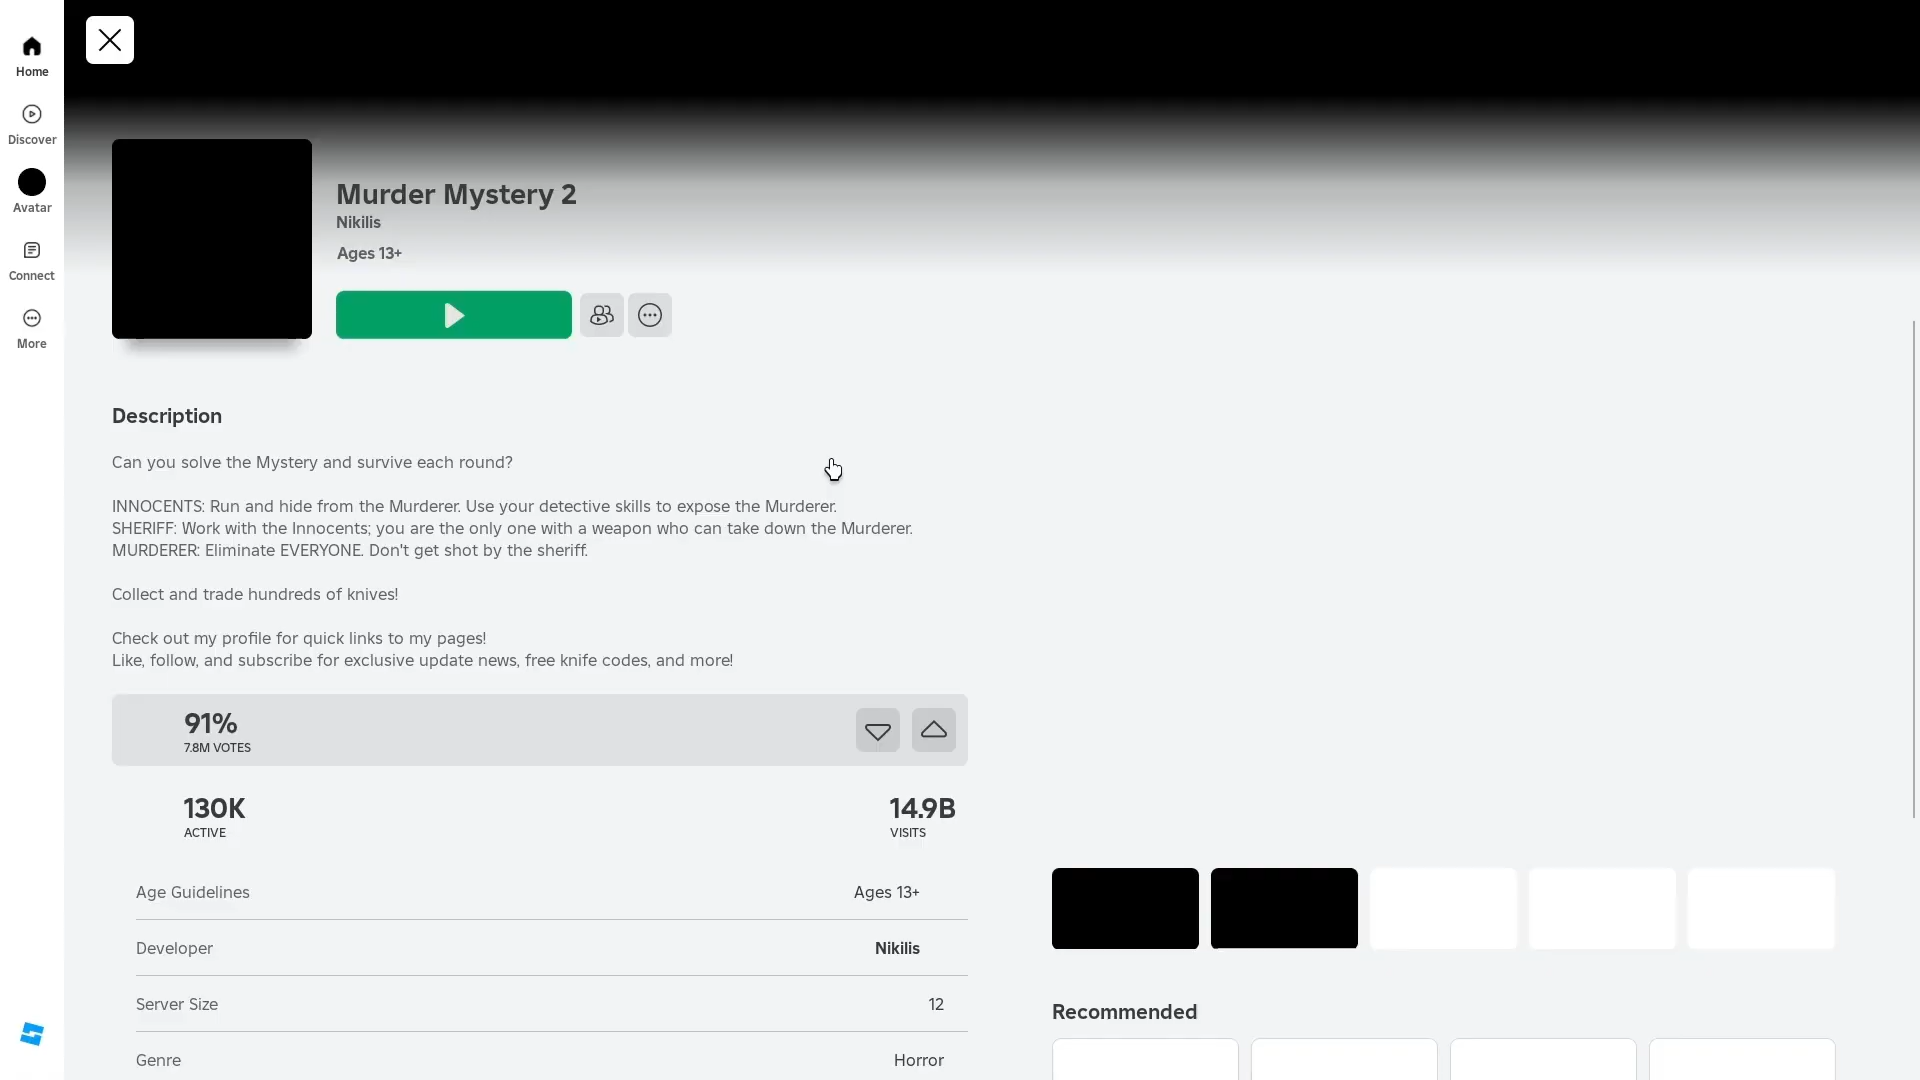 Home
Discover
Avatar
Connect
More
Murder Mystery 2
Nikilis
Ages 13+
Description
Can you solve the Mystery and survive each round?
INNOCENTS: Run and hide from the Murderer. Use your detective skills to expose the Murderer.
SHERIFF: Work with the Innocents; you are the only one with a weapon who can take down the Murderer.
MURDERER: Eliminate EVERYONE. Don't get shot by the sheriff.
Collect and trade hundreds of knives!
Check out my profile for quick links to my pages!
Like, follow, and subscribe for exclusive update news, free knife codes, and more!
91%
7.8M VOTES
130K
ACTIVE
14.9B
VISITS
Age Guidelines Ages 13+
Developer Nikilis
Server Size 12
Genre Horror
Recommended